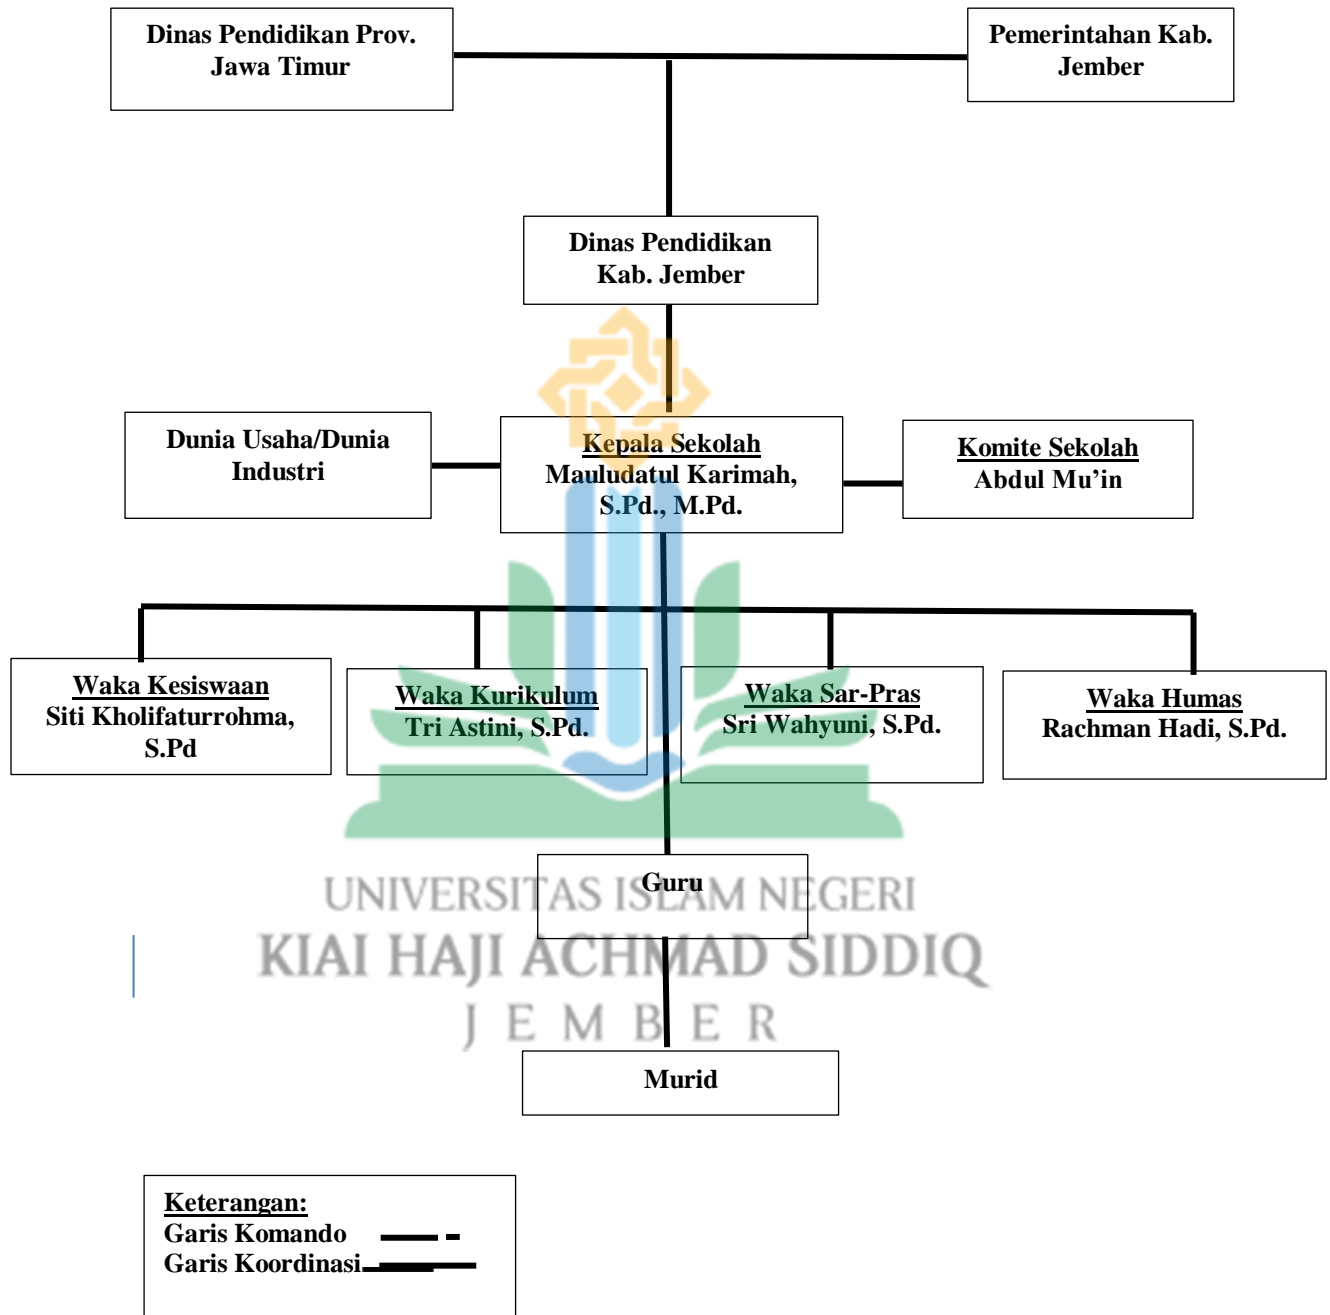 Dinas Pendidikan Prov.
Jawa Timur
Pemerintahan Kab.
Jember
Dinas Pendidikan
Kab. Jember
Dunia Usaha/Dunia
Industri
Kepala Sekolah
Mauludatul Karimah,
S.Pd., M.Pd.
Komite Sekolah
Abdul Mu’in
Waka Kesiswaan
Siti Kholifaturrohma,
S.Pd
Waka Kurikulum
Tri Astini, S.Pd.
Waka Sar-Pras
Sri Wahyuni, S.Pd.
Waka Humas
Rachman Hadi, S.Pd.
Guru
UNIVERSITAS ISLAM NEGERI
KIAI HAJI ACHMAD SIDDIQ
JEMBER
Murid
Keterangan:
Garis Komando
Garis Koordinasi